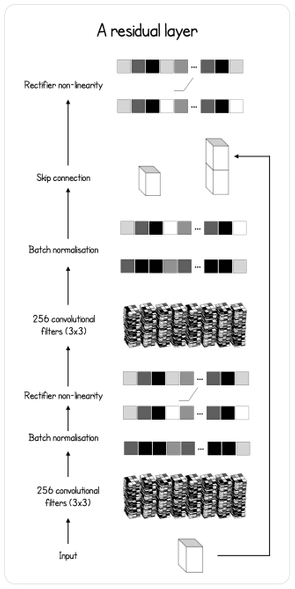 A residual layer
Rectifier non-linearity
Skip connection
Batch normalisation
256 convolutional
filters (3x3)
Rectifier non-linearity
Batch normalisation
256 convolutional
filters (3x3)
Input